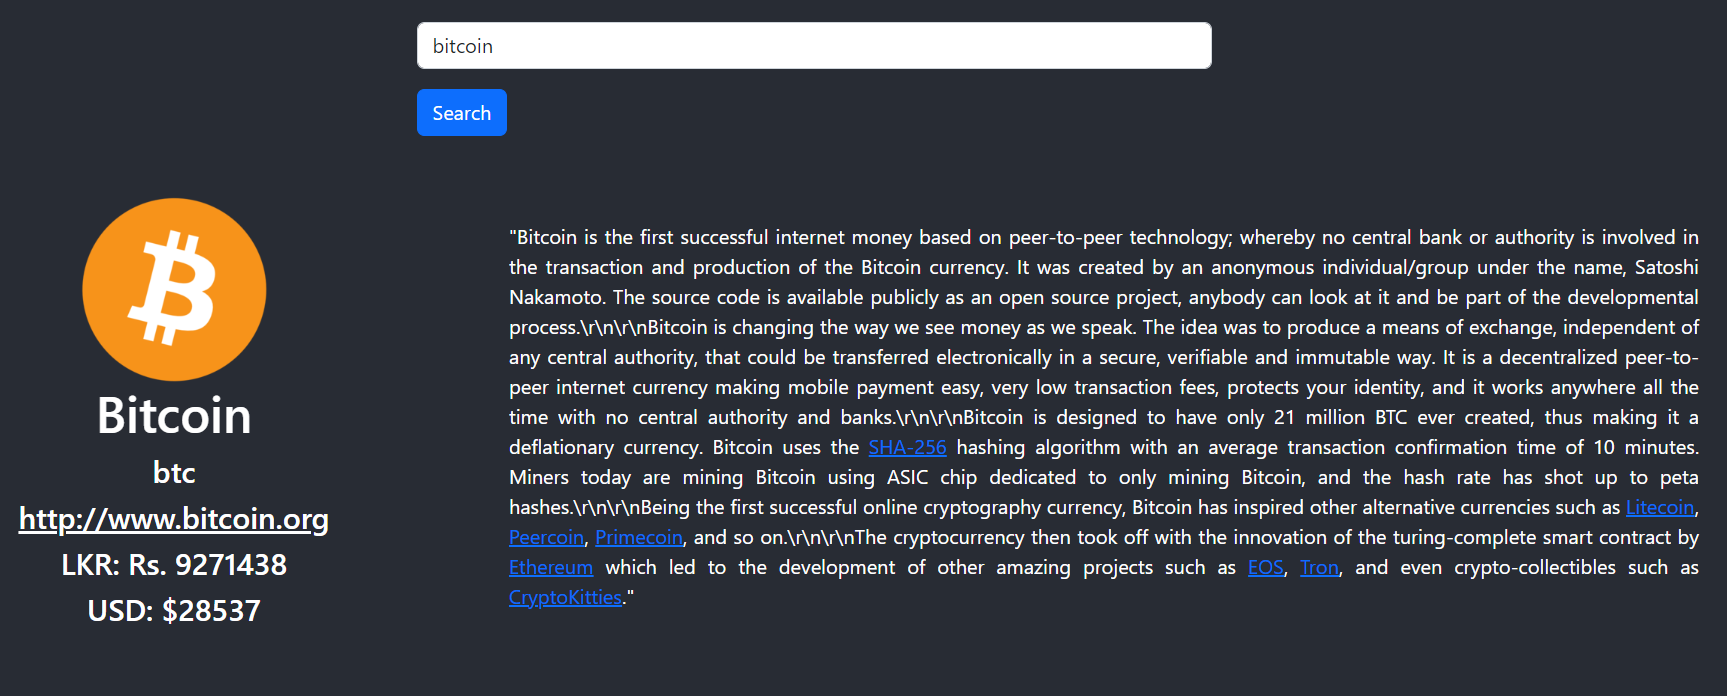 bitcoin
Search
Bitcoin
btc
http://www.bitcoin.org
LKR: Rs. 9271438
USD: $28537
"Bitcoin is the first successful internet money based on peer-to-peer technology; whereby no central bank or authority is involved in
the transaction and production of the Bitcoin currency. It was created by an anonymous individual/group under the name, Satoshi
Nakamoto. The source code is available publicly as an open source project, anybody can look at it and be part of the developmental
process.\r\n\r\nBitcoin is changing the way we see money as we speak. The idea was to produce a means of exchange, independent of
any central authority, that could be transferred electronically in a secure, verifiable and immutable way. It is a decentralized peer-to-
peer internet currency making mobile payment easy, very low transaction fees, protects your identity, and it works anywhere all the
time with no central authority and banks.\r\n\r\nBitcoin is designed to have only 21 million BTC ever created, thus making it a
deflationary currency. Bitcoin uses the SHA-256 hashing algorithm with an average transaction confirmation time of 10 minutes.
Miners today are mining Bitcoin using ASIC chip dedicated to only mining Bitcoin, and the hash rate has shot up to peta
hashes.\r\n\r\nBeing the first successful online cryptography currency, Bitcoin has inspired other alternative currencies such as Litecoin,
Peercoin, Primecoin, and so on.\r\n\r\nThe cryptocurrency then took off with the innovation of the turing-complete smart contract by
Ethereum which led to the development of other amazing projects such as EOS, Tron, and even crypto-collectibles such as
CryptoKitties."